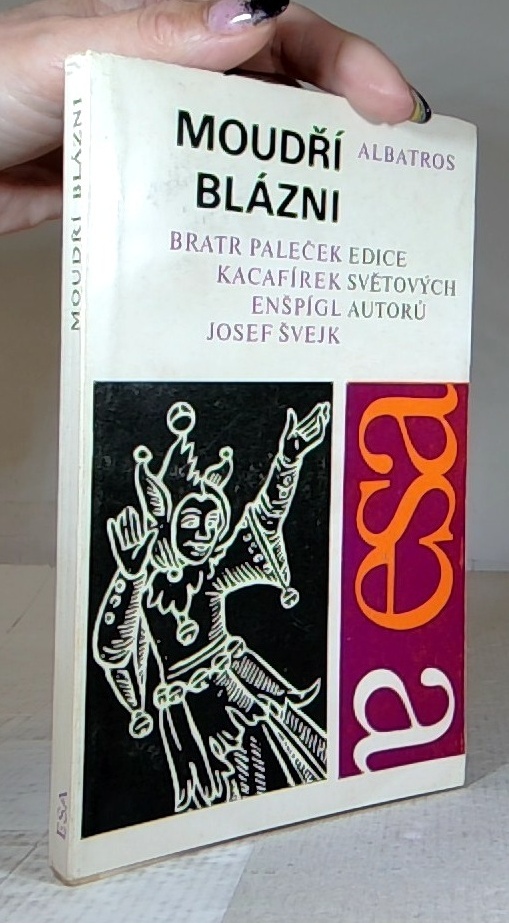 MOUDŘÍ BLÁZNI
ESA
MOUDŘÍ
BLÁZNI
ALBATROS
BRATR PALEČEK
KACAFÍREK
ENŠPÍGL
JOSEF ŠVEJK
EDICE
SVĚTOVÝCH
AUTORŮ
esa
a